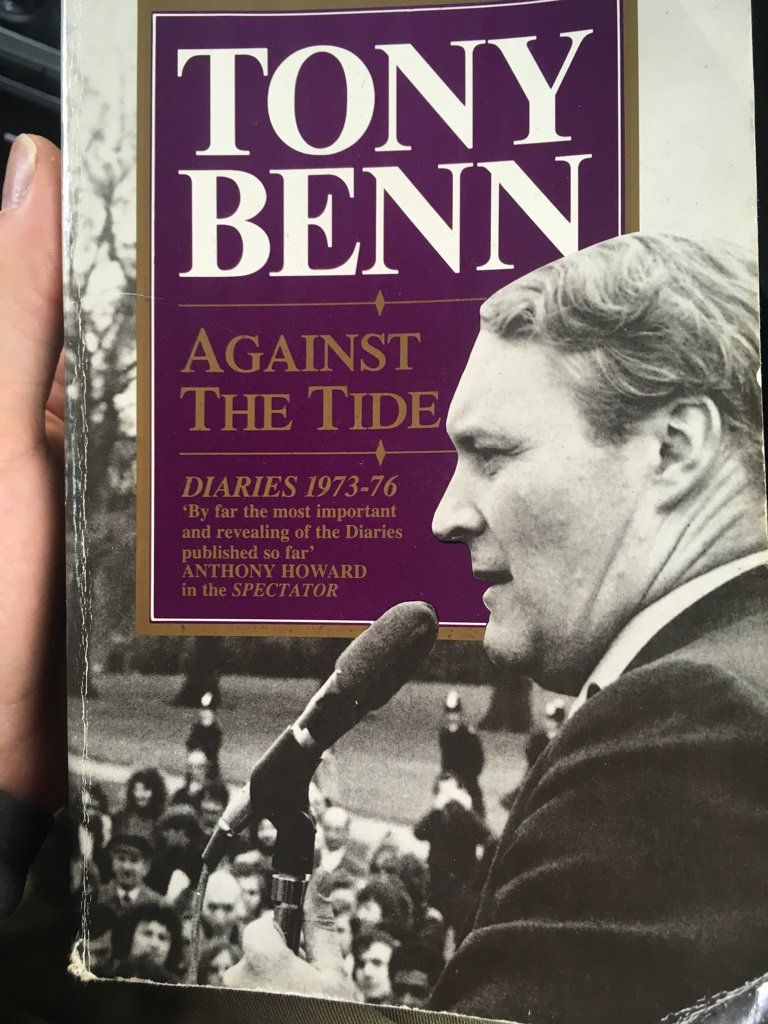 TONY
BENN
AGAINST
THE TIDE
DIARIES 1973-76
'By far the most important
and revealing of the Diaries
published so far'
ANTHONY HOWARD
in the SPECTATOR